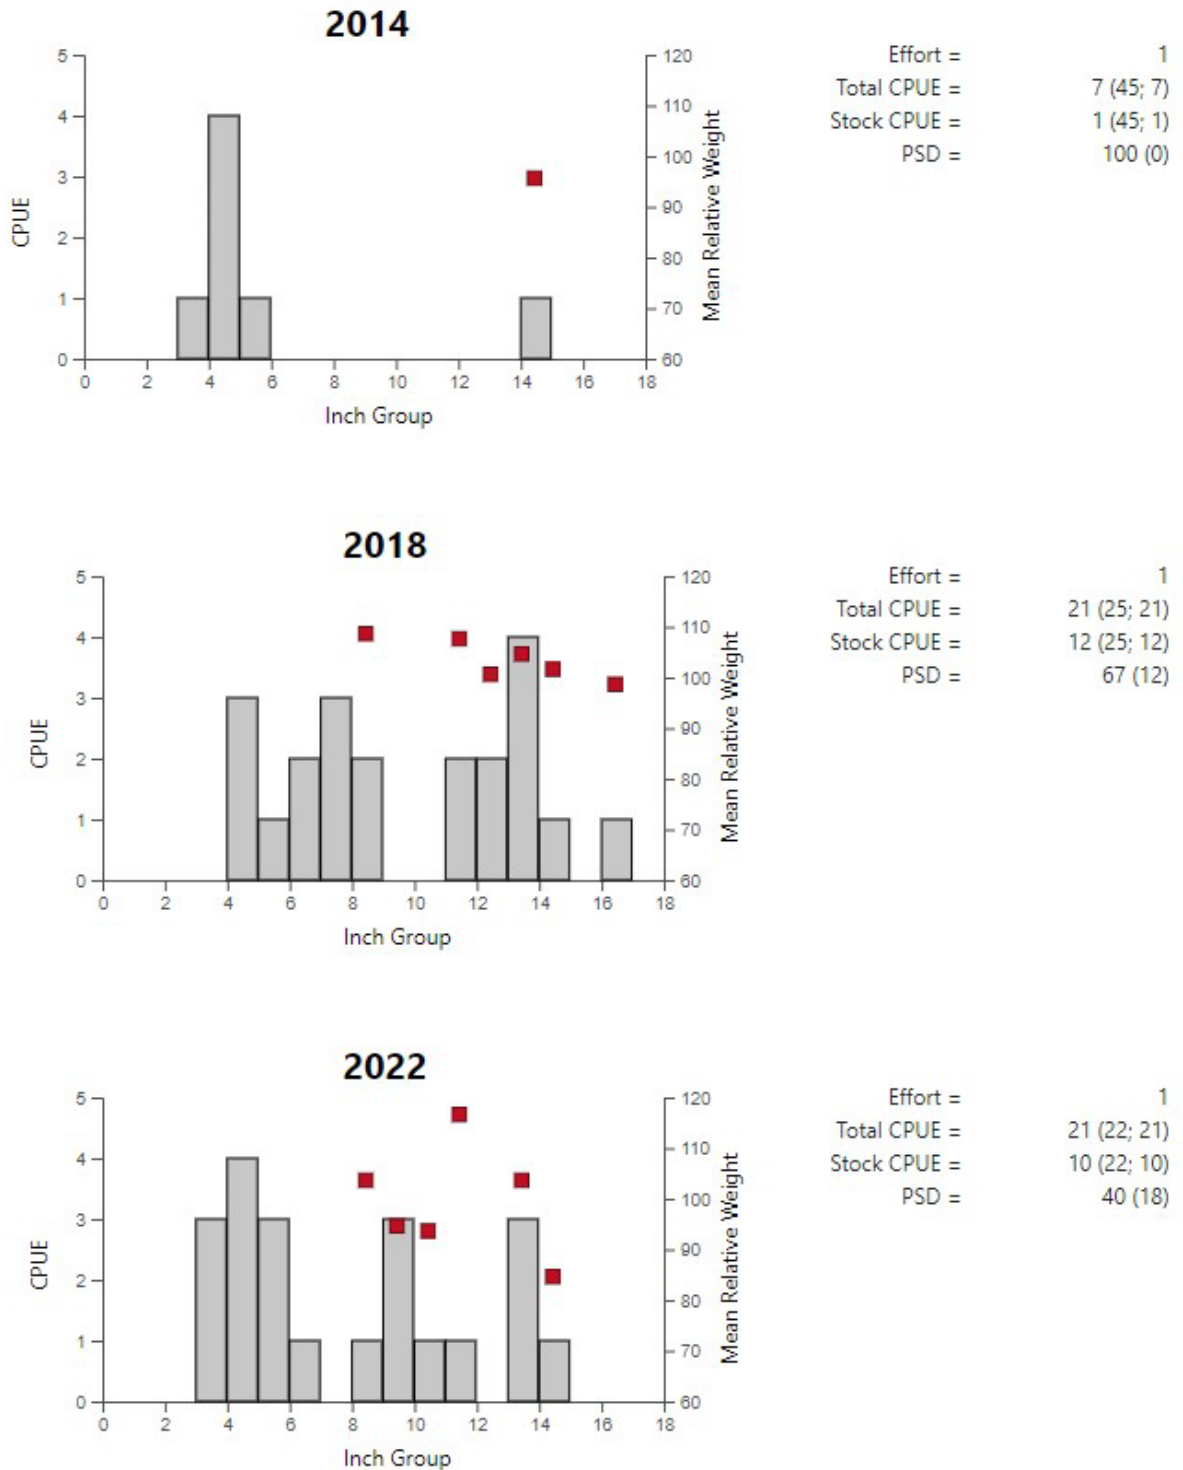 2014
Effort = 1
Total CPUE = 7 (45; 7)
Stock CPUE = 1 (45; 1)
PSD = 100 (0)
5
4
3
2
1
0
CPUE
120
110
100
90
80
70
60
Mean Relative Weight
0 2 4 6 8 10 12 14 16 18
Inch Group
2018
Effort = 1
Total CPUE = 21 (25; 21)
Stock CPUE = 12 (25; 12)
PSD = 67 (12)
5
4
3
2
1
0
CPUE
120
110
100
90
80
70
60
Mean Relative Weight
0 2 4 6 8 10 12 14 16 18
Inch Group
2022
Effort = 1
Total CPUE = 21 (22; 21)
Stock CPUE = 10 (22; 10)
PSD = 40 (18)
5
4
3
2
1
0
CPUE
120
110
100
90
80
70
60
Mean Relative Weight
0 2 4 6 8 10 12 14 16 18
Inch Group